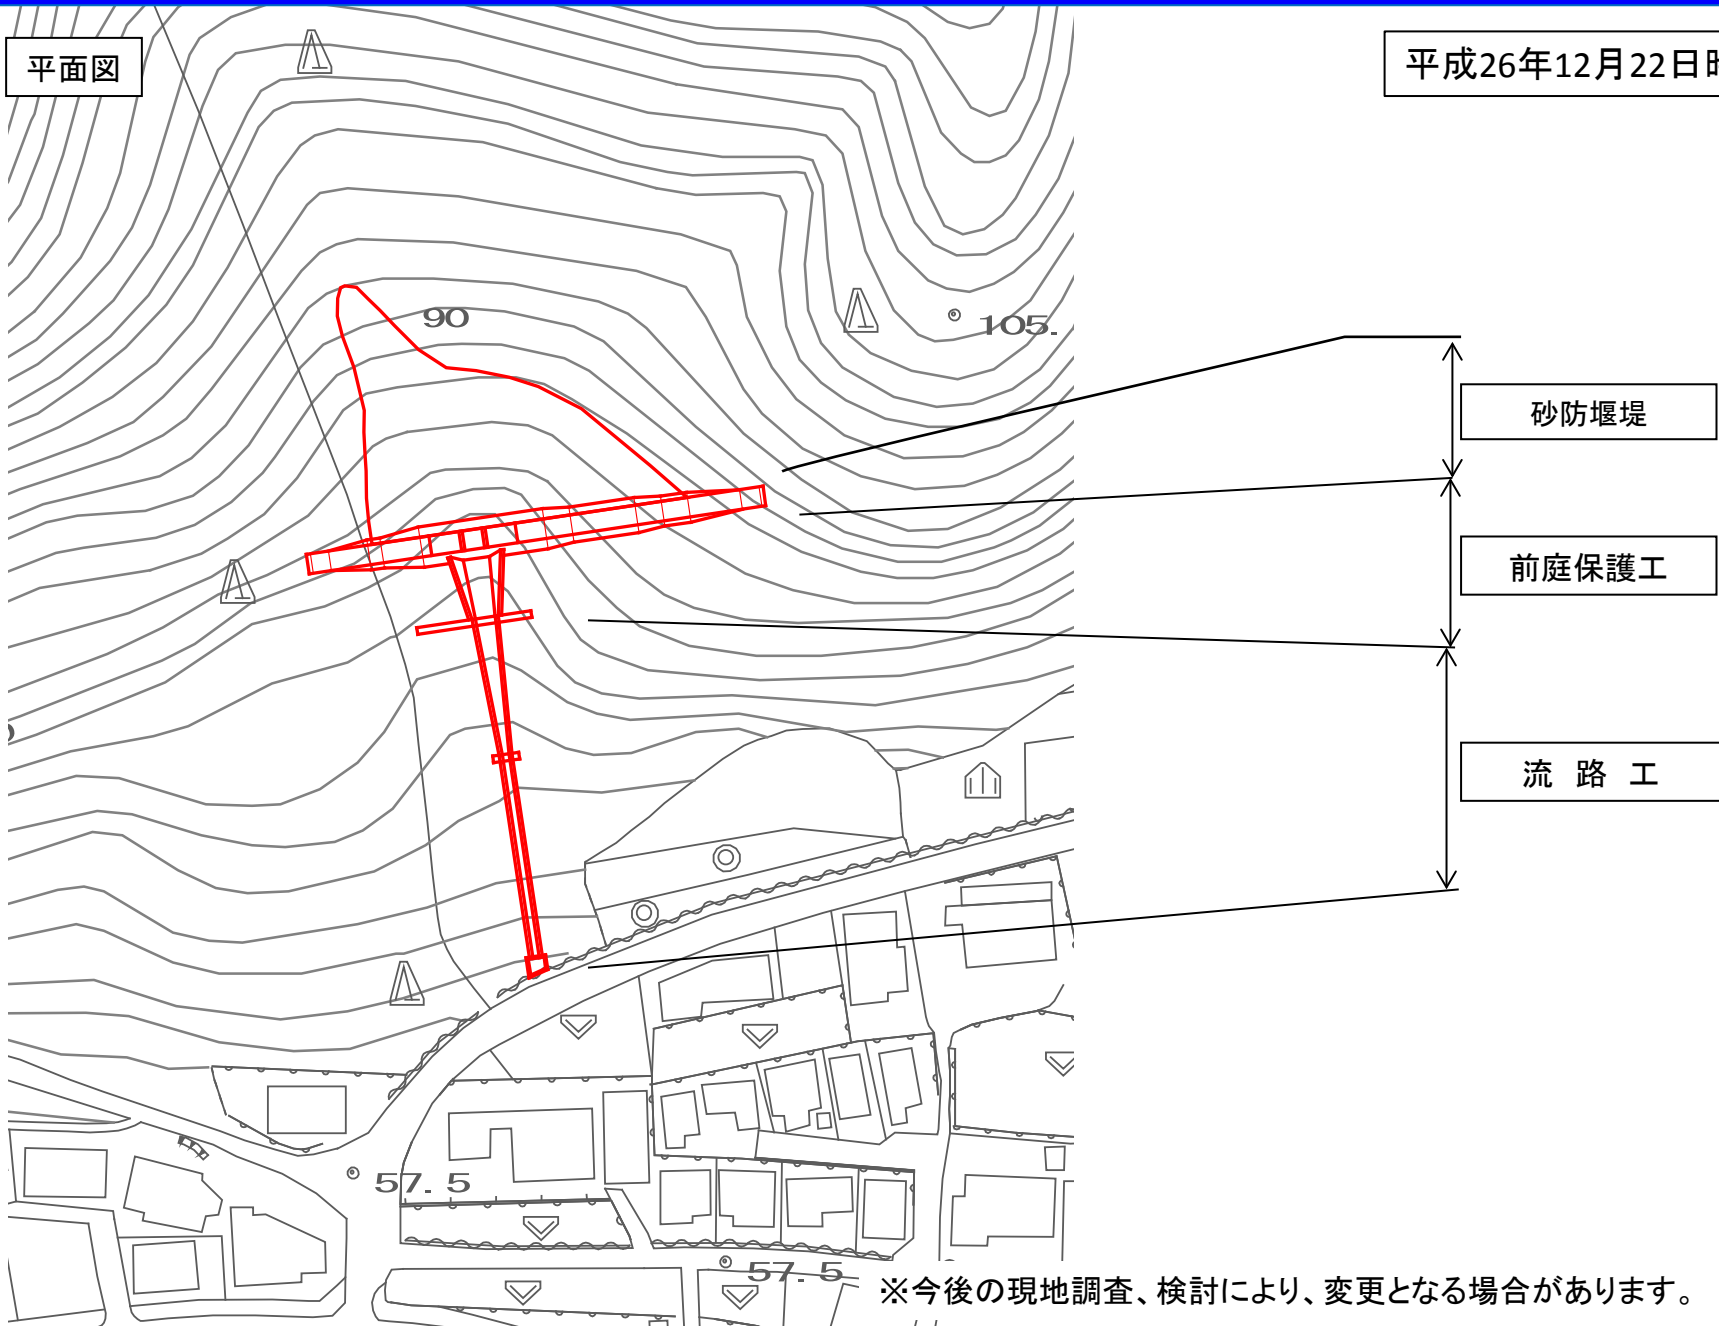 平面図
平成26年12月22日時
90
105.
砂防堰堤
前庭保護工
流 路 工
57.5
57.5
※今後の現地調査、検討により、変更となる場合があります。